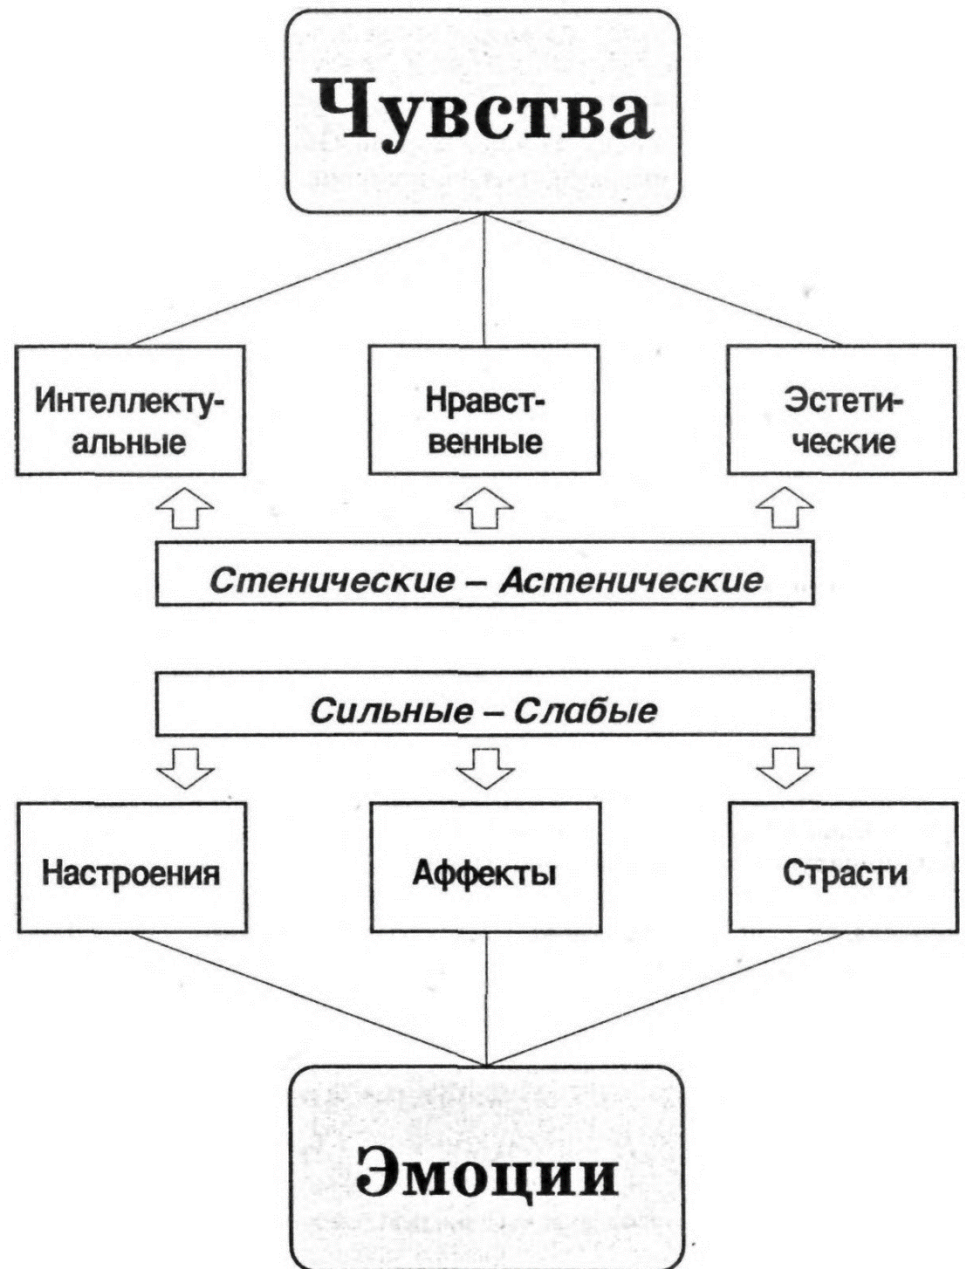 Чувства
Интеллекту-
альные
Нравст-
венные
Эстети-
ческие
Стенические – Астенические
Сильные – Слабые
Настроения
Аффекты
Страсти
Эмоции